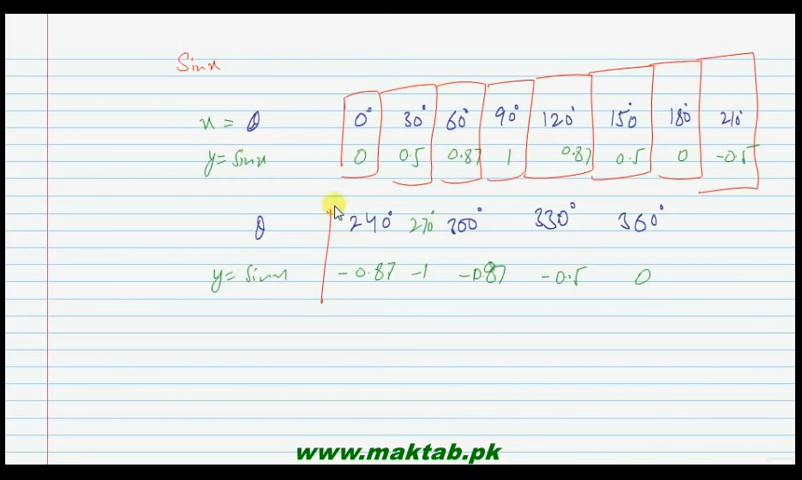 Sinx
x = θ 0° 30° 60° 90° 120° 150° 180° 210°
y = Sinx 0 0.5 0.87 1 0.87 0.5 0 -0.5
θ 240° 270° 300° 330° 360°
y = Sinx -0.87 -1 -0.87 -0.5 0
www.maktab.pk